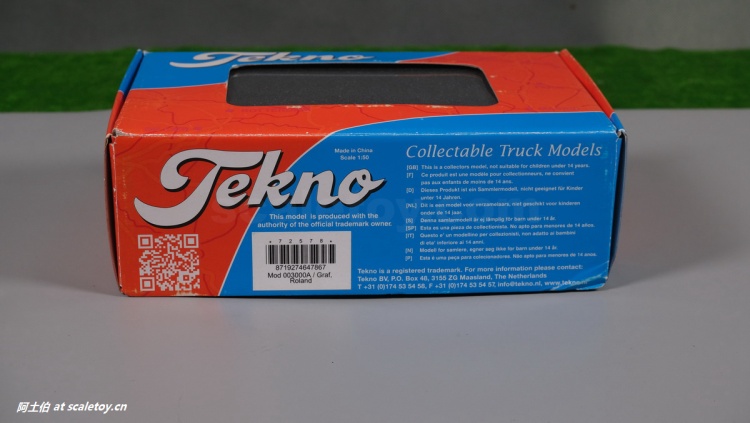 Tekno
Made in China
Scale 1:50
Tekno
This model is produced with the
authority of the official trademark owner.
+72578+
8719274647867
Mod 003000A / Graf,
Roland
Collectable Truck Models
[GB] This is a collectors model, not suitable for children under 14 years.
[F] Ce produit est une modéle pour collectionneurs, ne convient
pas aux enfants de moins de 14 ans.
[D] Dieses Produkt ist ein Sammlermodell, nicht geeignet für Kinder
unter 14 Jahren.
[NL] Dit is een model voor verzamelaars, niet geschikt voor kinderen
onder de 14 jaar.
[S] Denna samlarmodell är ej lämplig för barn under 14 år.
[SP] Esta es una pieza de coleccionista. No apto para menores de 14 años.
[IT] Questo e' un modellino per collezionisti, non adatto ai bambini
di eta' inferiore ai 14 anni.
[N] Modell for samlere, egner seg ikke for barn under 14 år.
[P] Esta é uma peça para colecionadores. Não apto para menores de 14 anos.
Tekno is a registered trademark. For more information please contact:
Tekno BV, P.O. Box 48, 3155 ZG Maasland, The Netherlands
T +31 (0)174 53 54 56, F +31 (0)174 53 54 57, info@tekno.nl, www.tekno.nl
阿土伯 at scaletoy.cn